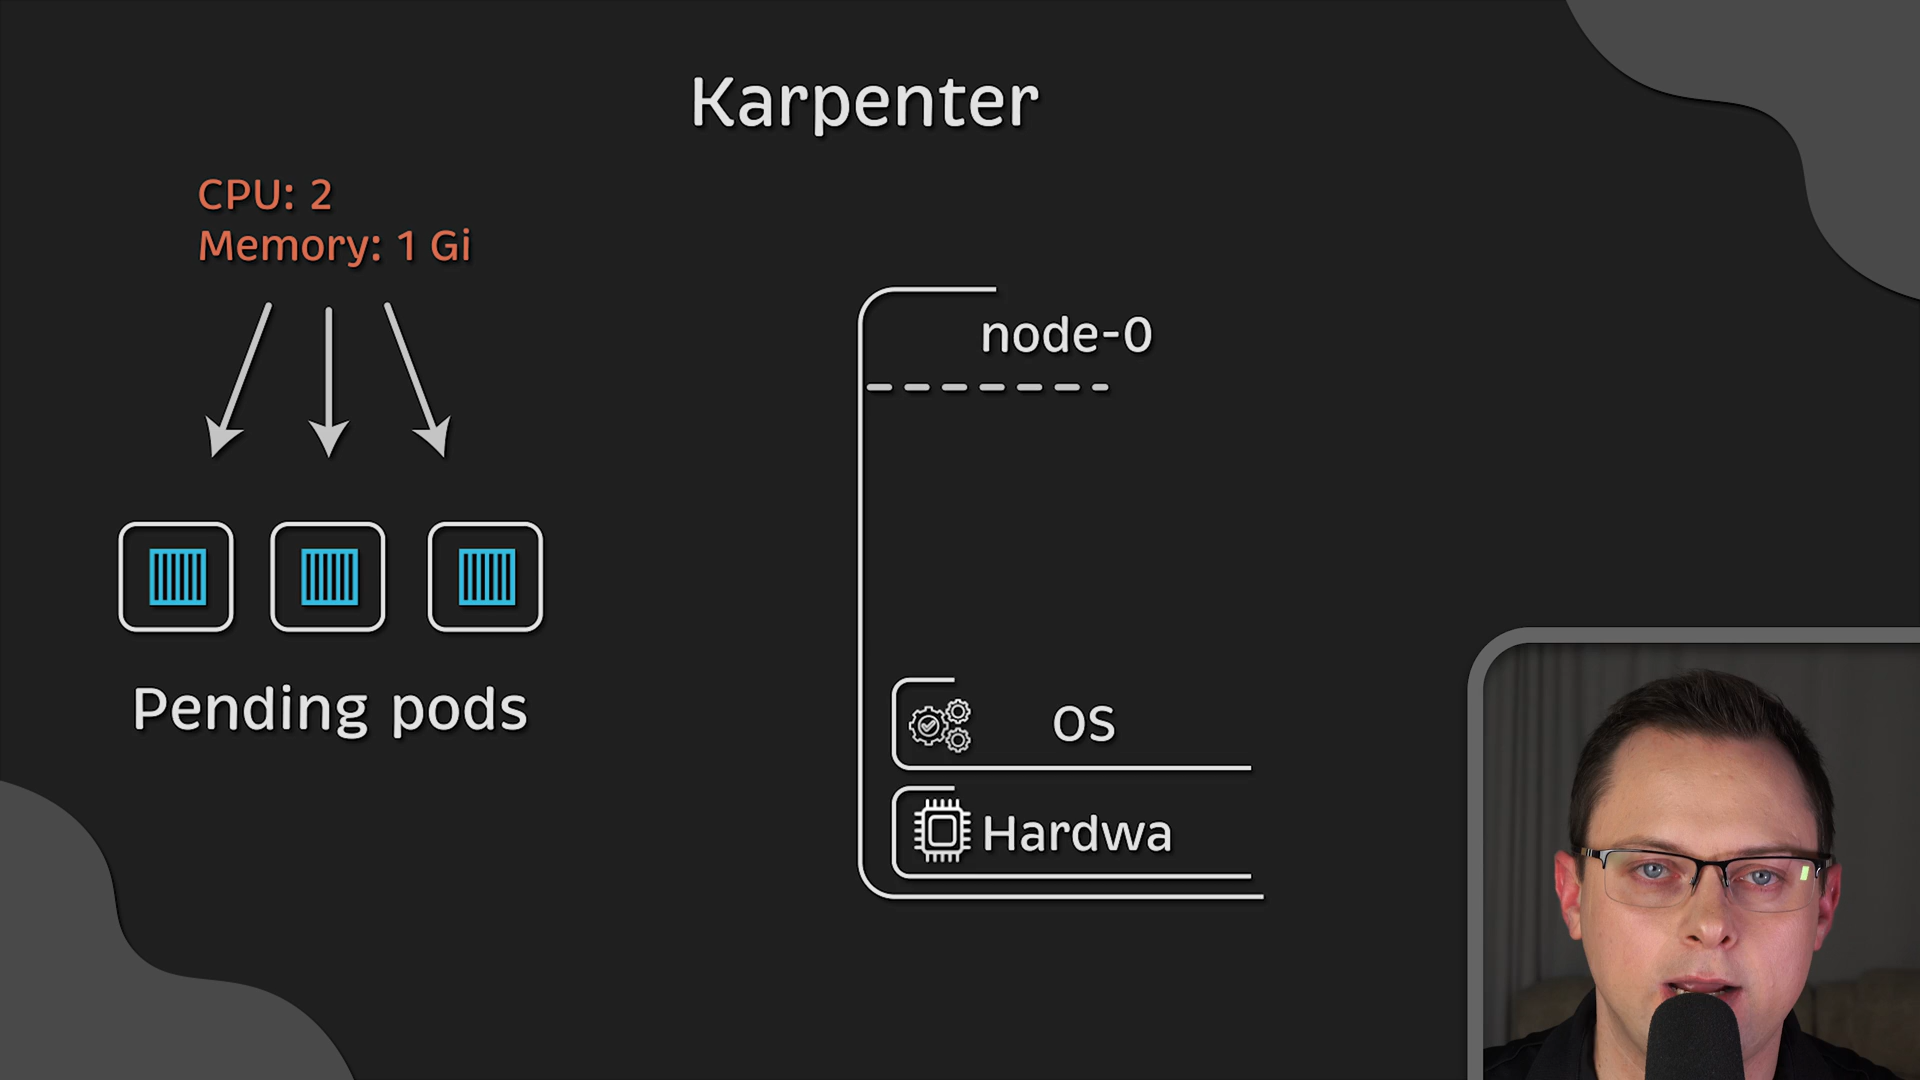 Karpenter
CPU: 2
Memory: 1 Gi
node-0
Pending pods
OS
Hardwa